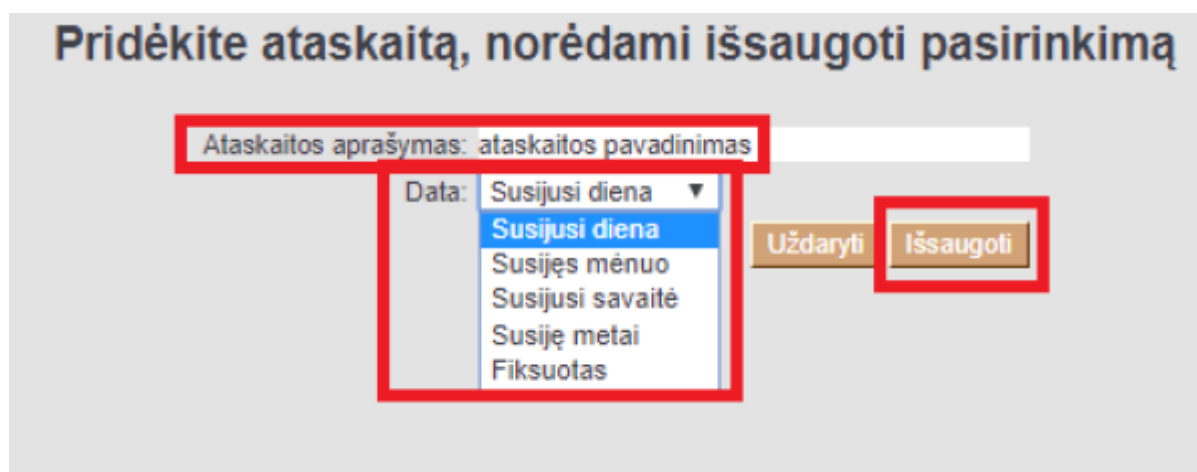 Pridėkite ataskaitą, norėdami išsaugoti pasirinkimą
Ataskaitos aprašymas: ataskaitos pavadinimas
Data: Susijusi diena ▼
Susijusi diena
Uždaryti Išsaugoti
Susijęs mėnuo
Susijusi savaitė
Susiję metai
Fiksuotas